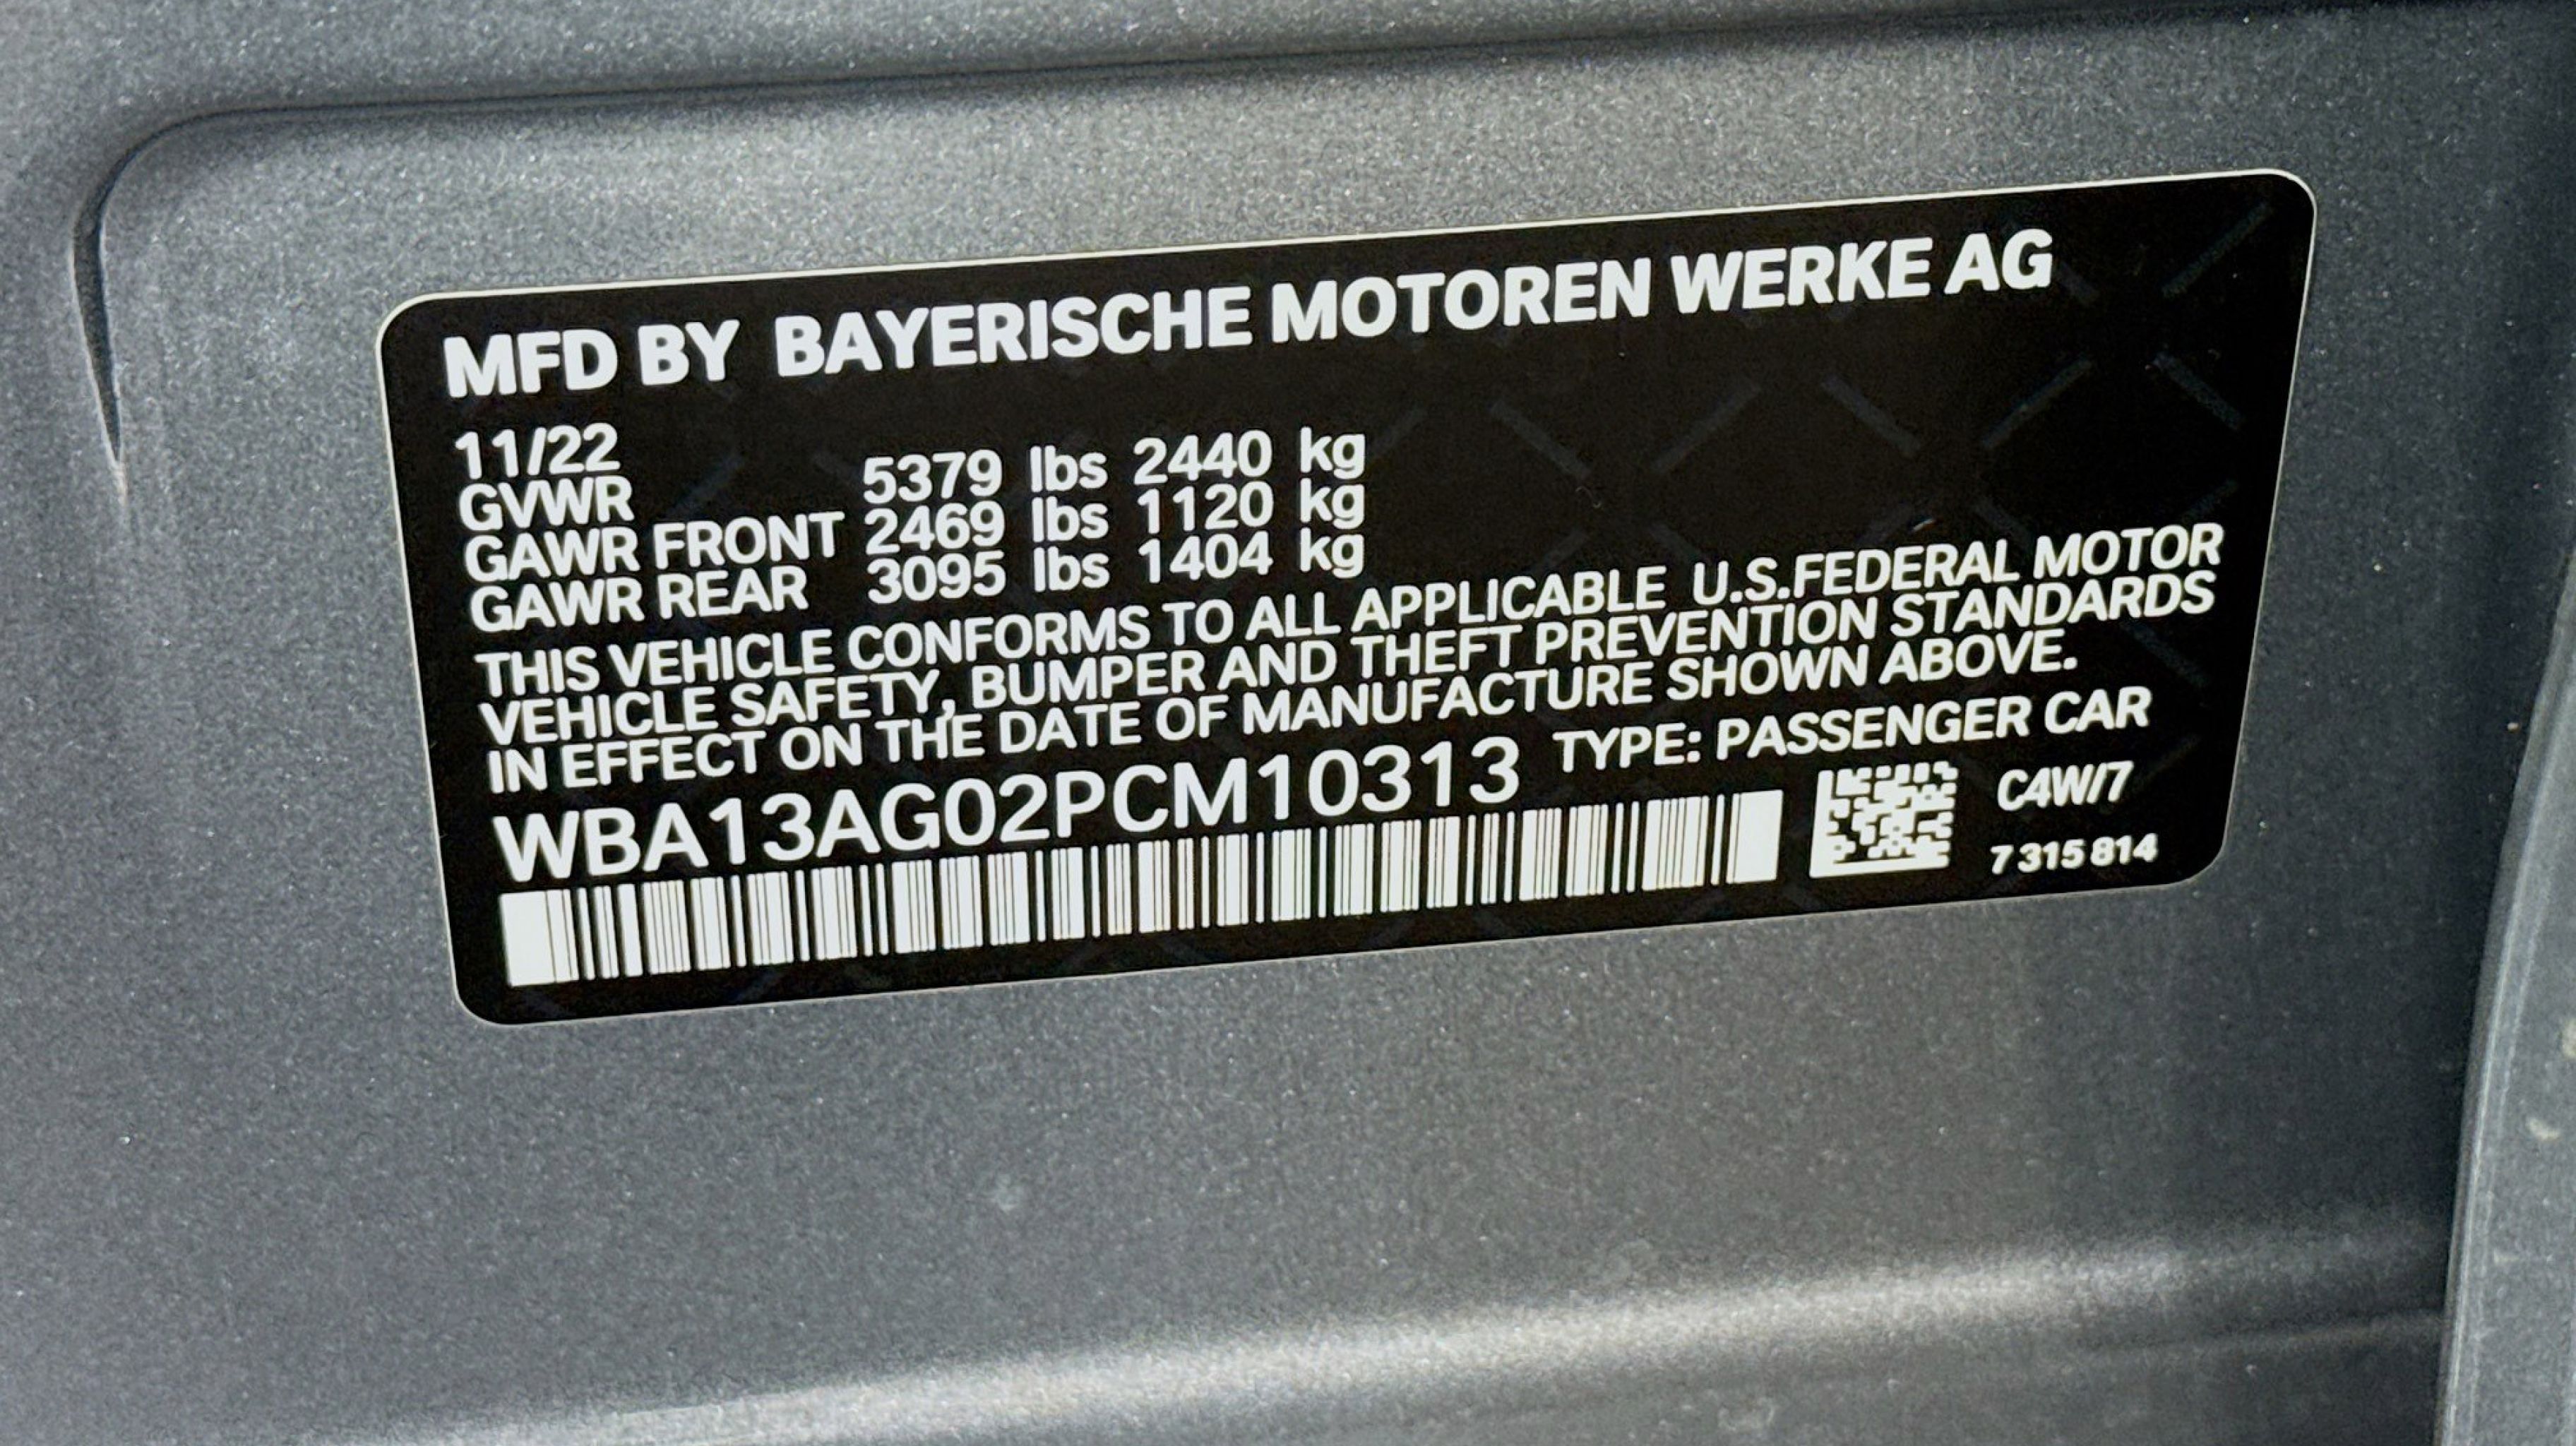 MFD BY BAYERISCHE MOTOREN WERKE AG
11/22
GVWR 5379 lbs 2440 kg
GAWR FRONT 2469 lbs 1120 kg
GAWR REAR 3095 lbs 1404 kg
THIS VEHICLE CONFORMS TO ALL APPLICABLE U.S.FEDERAL MOTOR
VEHICLE SAFETY, BUMPER AND THEFT PREVENTION STANDARDS
IN EFFECT ON THE DATE OF MANUFACTURE SHOWN ABOVE.
WBA13AG02PCM10313 TYPE: PASSENGER CAR
C4W/7
7 315 814